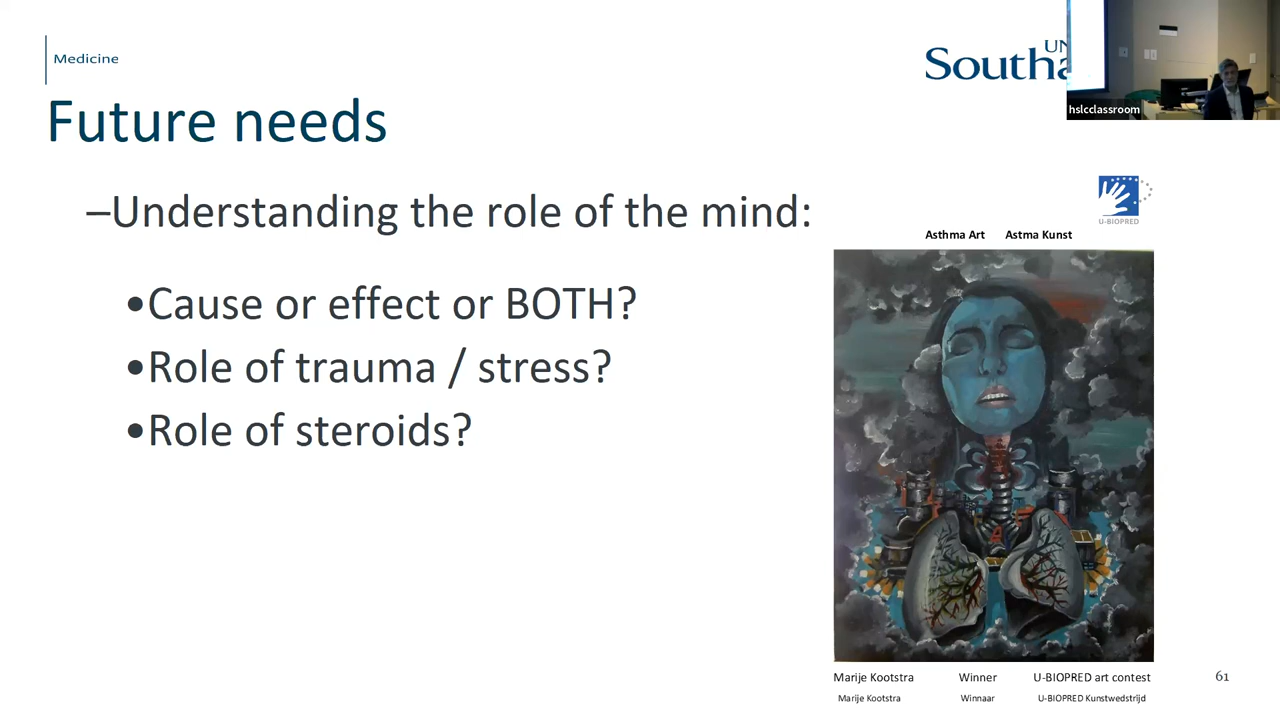 Medicine
UN
Southa
hslcclassroom
Future needs
–Understanding the role of the mind:
•Cause or effect or BOTH?
•Role of trauma / stress?
•Role of steroids?
U-BIOPRED
Asthma Art Astma Kunst
Marije Kootstra Winner U-BIOPRED art contest
Marije Kootstra Winnaar U-BIOPRED Kunstwedstrijd
61